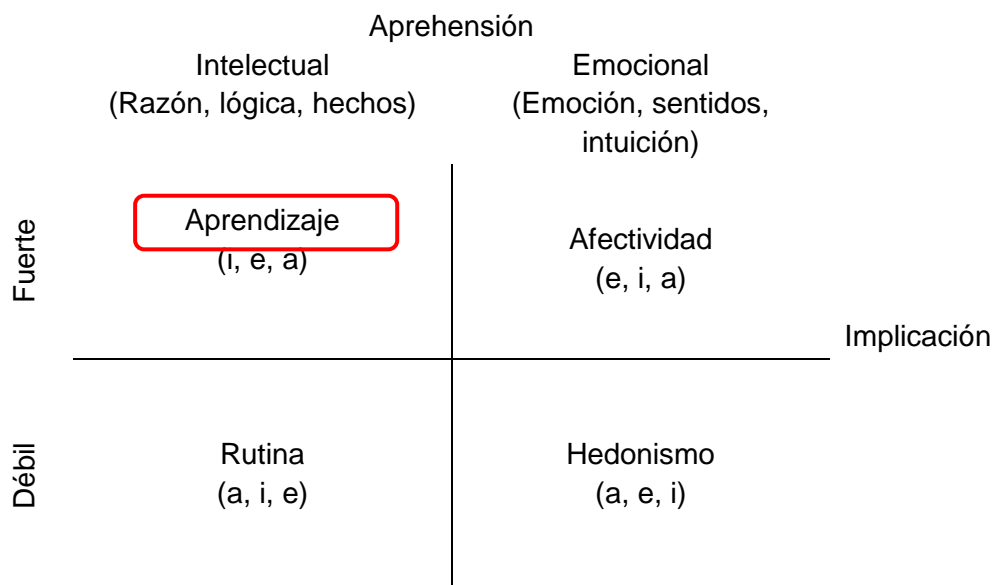 Aprehensión
Intelectual
(Razón, lógica, hechos)
Emocional
(Emoción, sentidos,
intuición)
Fuerte
Aprendizaje
(i, e, a)
Afectividad
(e, i, a)
Implicación
Débil
Rutina
(a, i, e)
Hedonismo
(a, e, i)